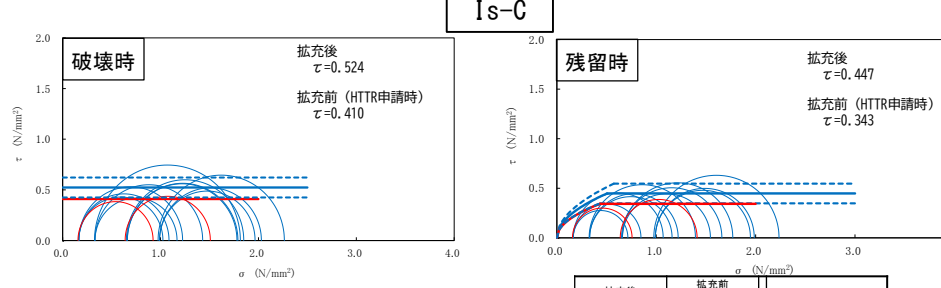 Is-C
破壊時
拡充後
τ=0.524
拡充前（HTTR申請時）
τ=0.410
2.0
1.5
1.0
0.5
0.0
τ (N/mm²)
0.0 1.0 2.0 3.0 4.0
σ (N/mm²)
残留時
拡充後
τ=0.447
拡充前（HTTR申請時）
τ=0.343
2.0
1.5
1.0
0.5
0.0
τ (N/mm²)
0.0 1.0 2.0 3.0
σ (N/mm²)
拡充前